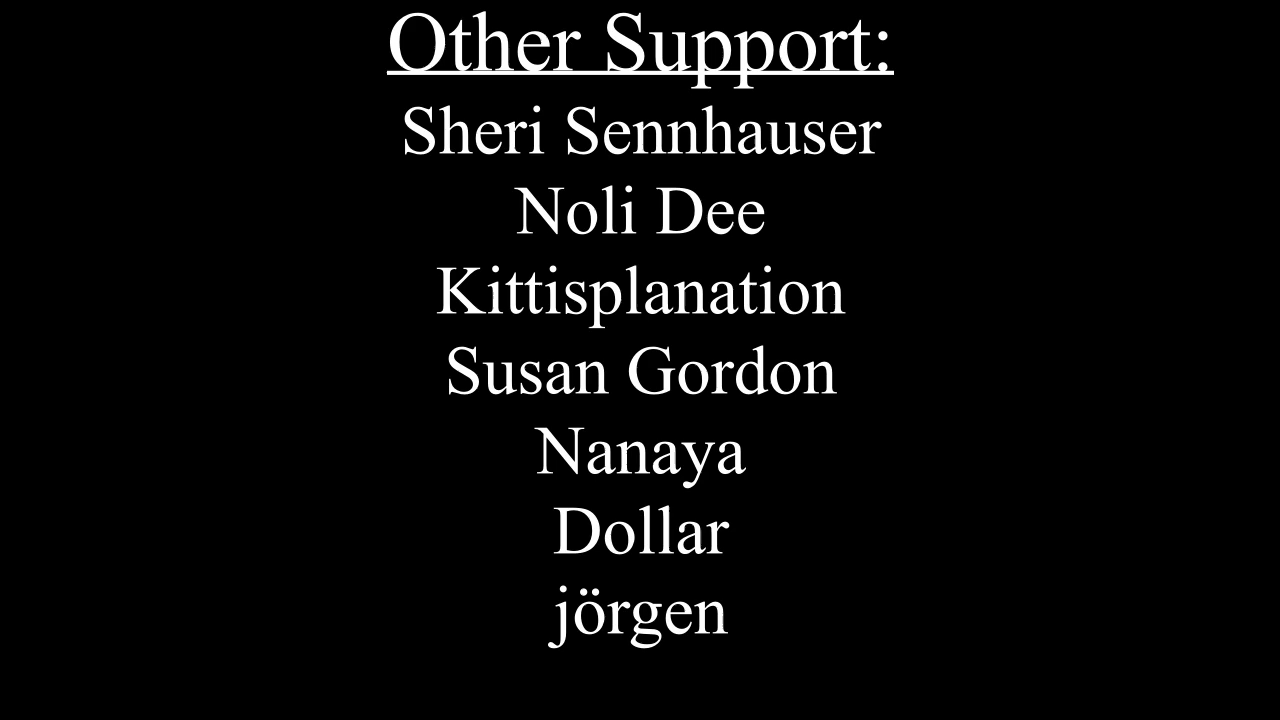 Other Support:
Sheri Sennhauser
Noli Dee
Kittisplanation
Susan Gordon
Nanaya
Dollar
jörgen